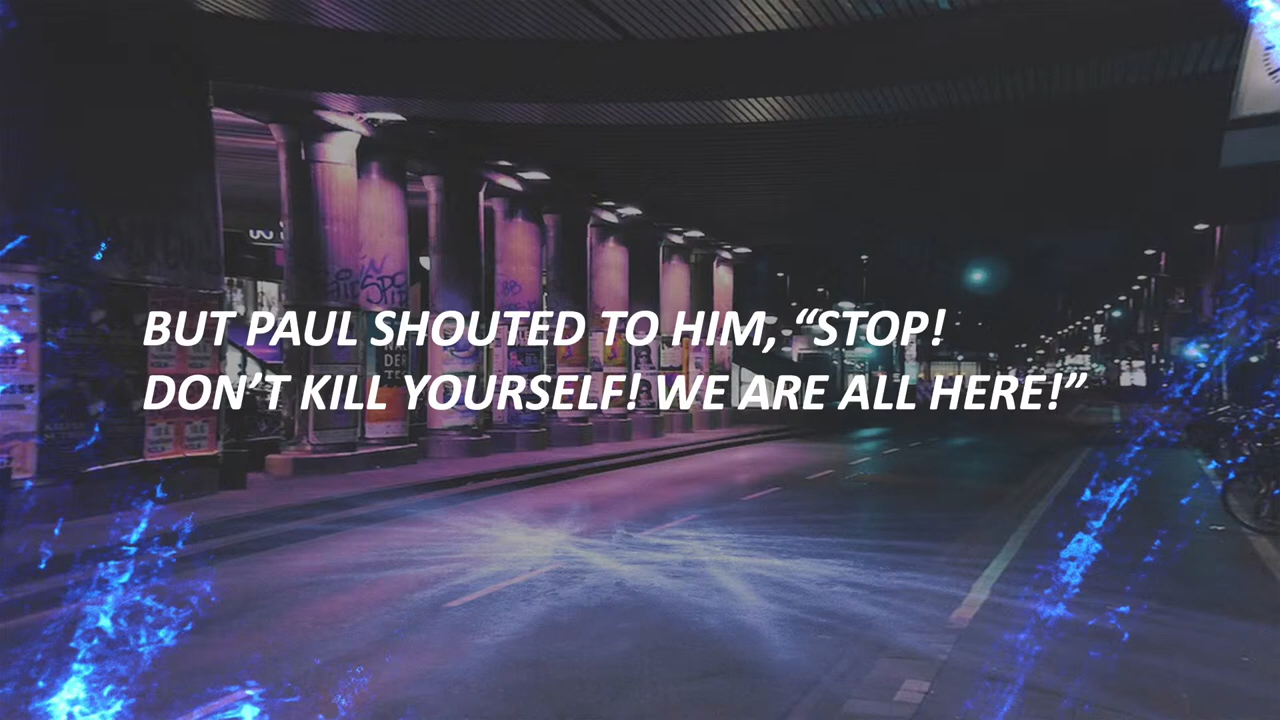 BUT PAUL SHOUTED TO HIM, “STOP!
DON’T KILL YOURSELF! WE ARE ALL HERE!”